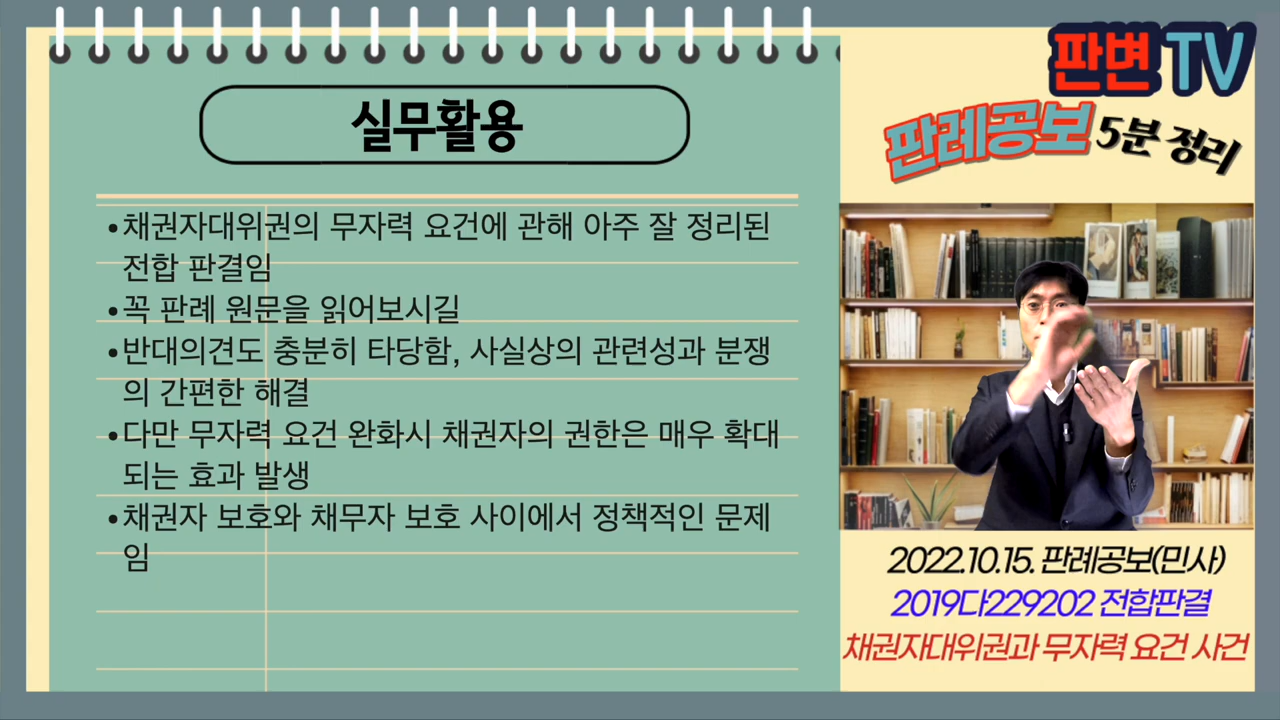 실무활용
•채권자대위권의 무자력 요건에 관해 아주 잘 정리된
전합 판결임
•꼭 판례 원문을 읽어보시길
•반대의견도 충분히 타당함, 사실상의 관련성과 분쟁
의 간편한 해결
•다만 무자력 요건 완화시 채권자의 권한은 매우 확대
되는 효과 발생
•채권자 보호와 채무자 보호 사이에서 정책적인 문제
임
판변 TV
판례공보 5분 정리
2022.10.15. 판례공보(민사)
2019다229202 전합판결
채권자대위권과 무자력 요건 사건